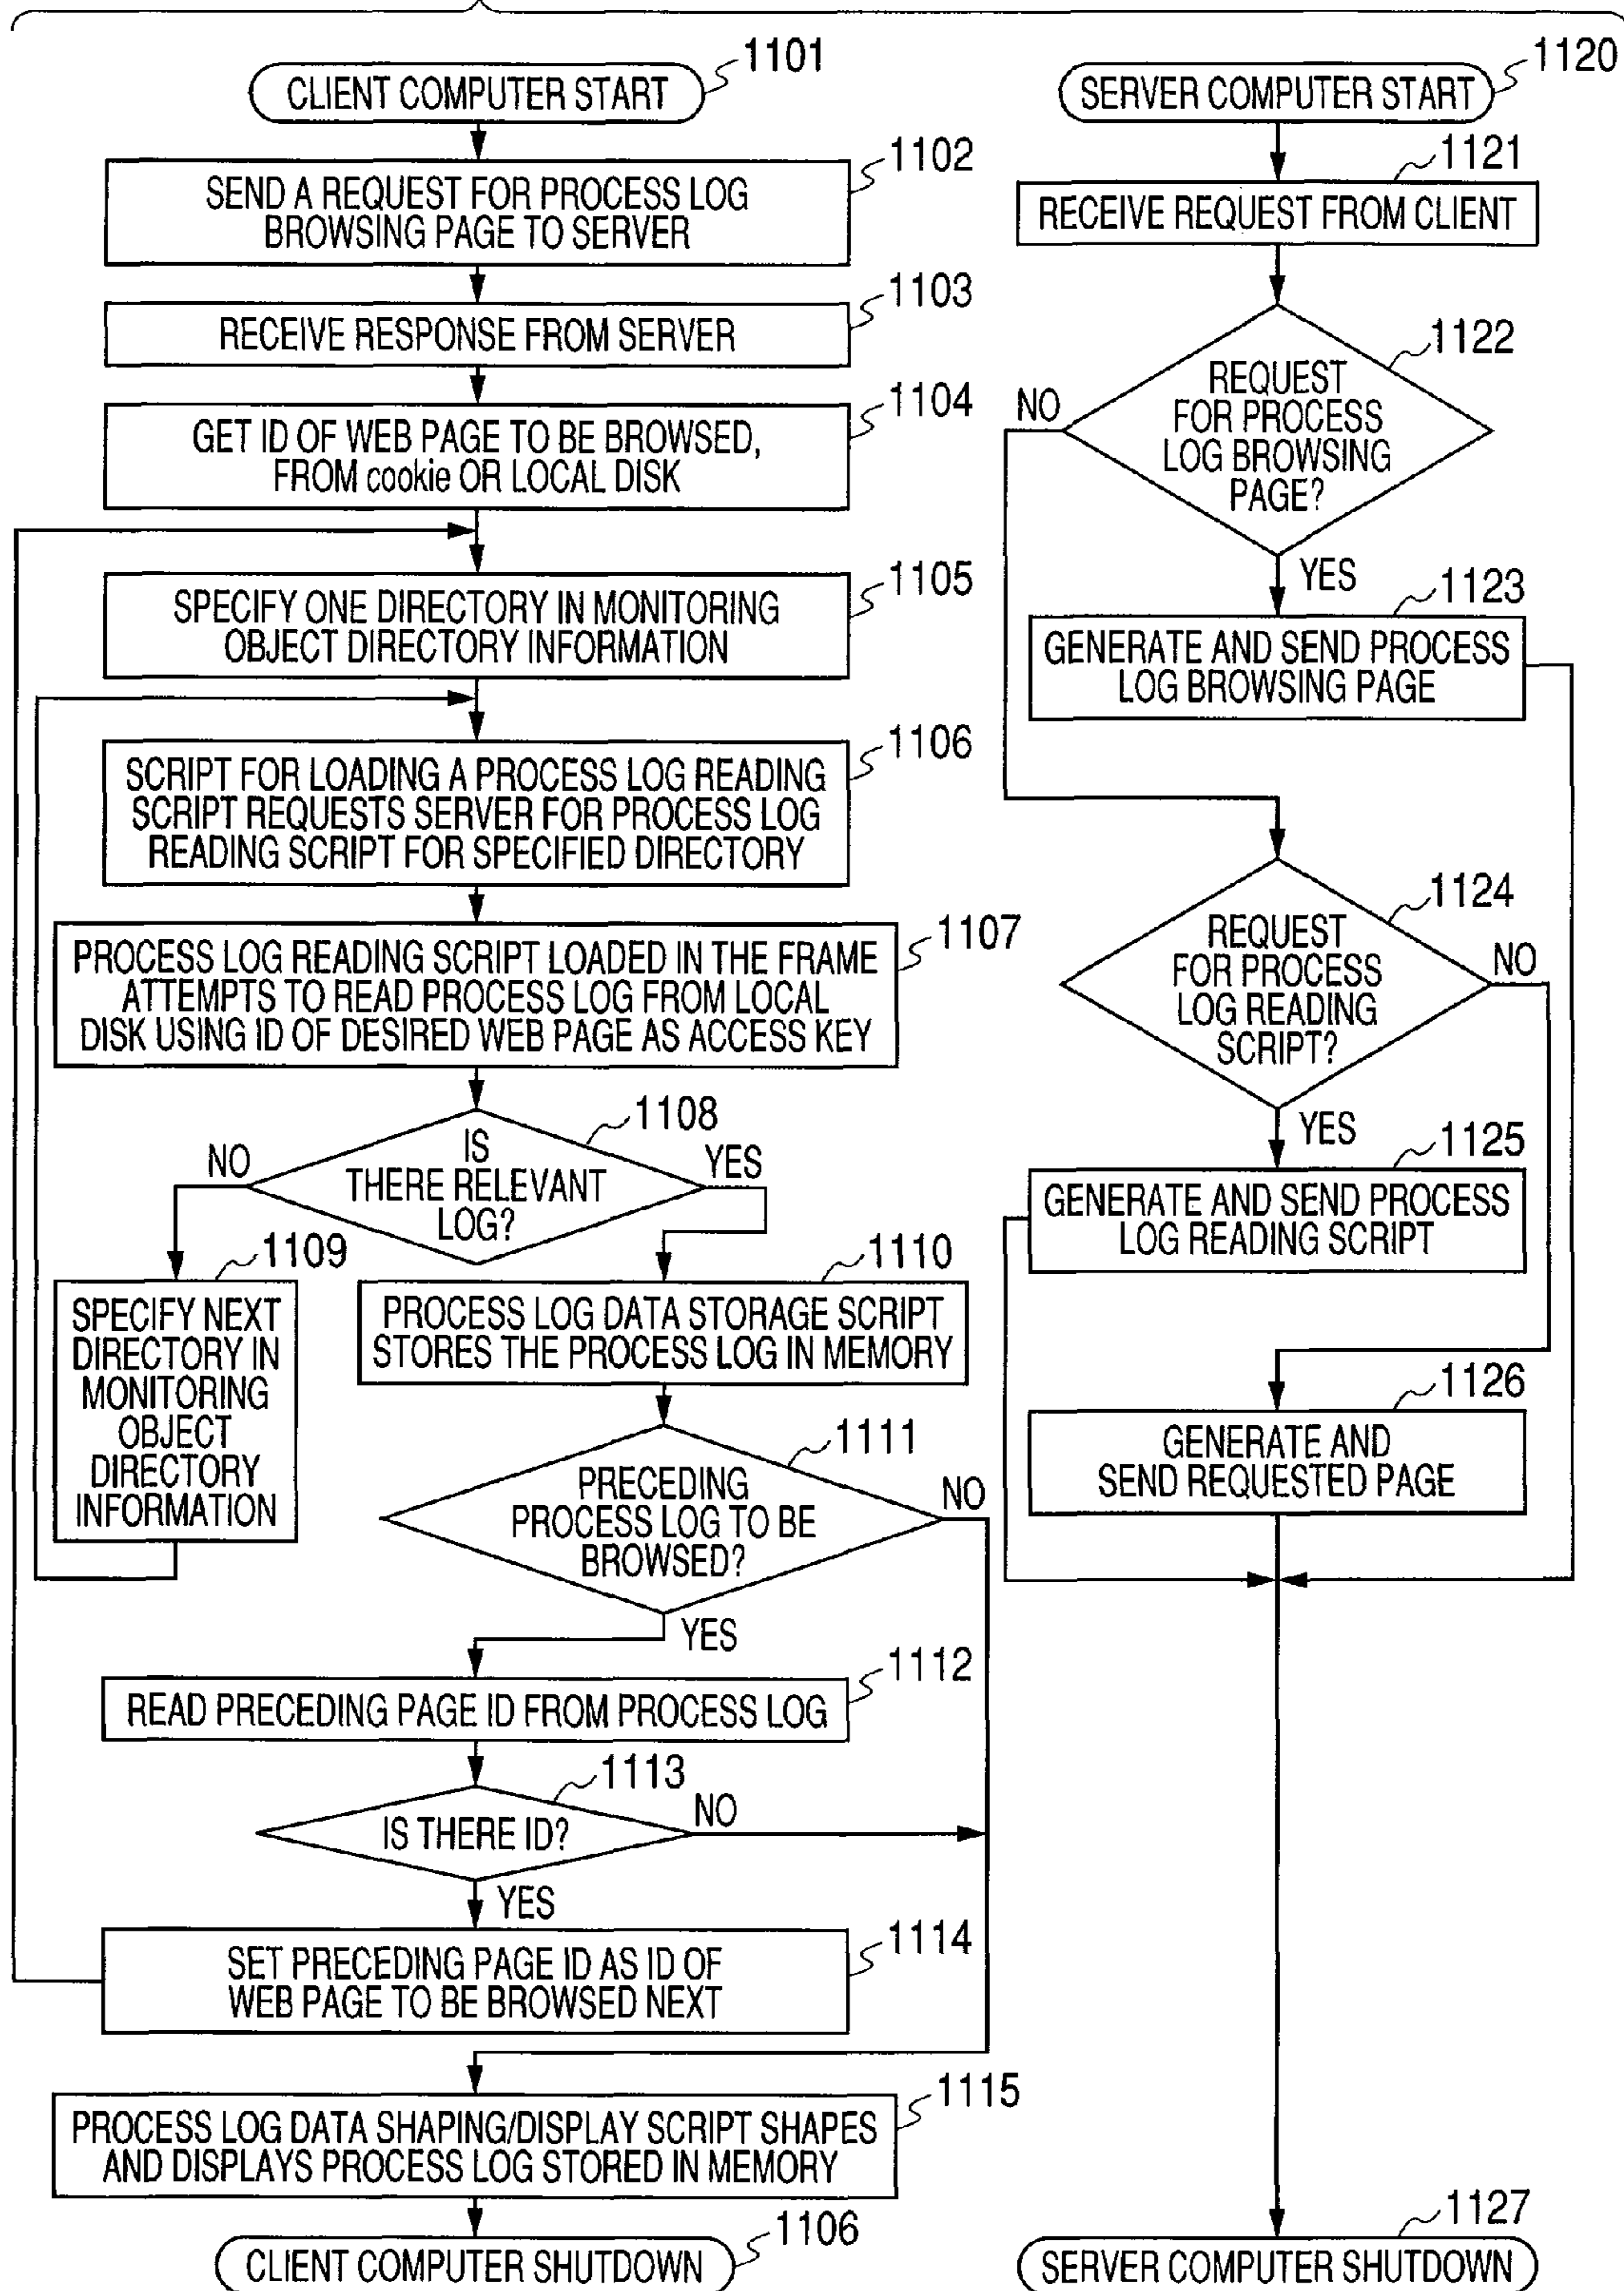 1101
CLIENT COMPUTER START
1102
SEND A REQUEST FOR PROCESS LOG
BROWSING PAGE TO SERVER
1103
RECEIVE RESPONSE FROM SERVER
1104
GET ID OF WEB PAGE TO BE BROWSED,
FROM cookie OR LOCAL DISK
1105
SPECIFY ONE DIRECTORY IN MONITORING
OBJECT DIRECTORY INFORMATION
1106
SCRIPT FOR LOADING A PROCESS LOG READING
SCRIPT REQUESTS SERVER FOR PROCESS LOG
READING SCRIPT FOR SPECIFIED DIRECTORY
1107
PROCESS LOG READING SCRIPT LOADED IN THE FRAME
ATTEMPTS TO READ PROCESS LOG FROM LOCAL
DISK USING ID OF DESIRED WEB PAGE AS ACCESS KEY
1108
IS
THERE RELEVANT
LOG?
NO
YES
1109
SPECIFY NEXT
DIRECTORY IN
MONITORING
OBJECT
DIRECTORY
INFORMATION
1110
PROCESS LOG DATA STORAGE SCRIPT
STORES THE PROCESS LOG IN MEMORY
1111
PRECEDING
PROCESS LOG TO BE
BROWSED?
NO
YES
1112
READ PRECEDING PAGE ID FROM PROCESS LOG
1113
IS THERE ID?
NO
YES
1114
SET PRECEDING PAGE ID AS ID OF
WEB PAGE TO BE BROWSED NEXT
1115
PROCESS LOG DATA SHAPING/DISPLAY SCRIPT SHAPES
AND DISPLAYS PROCESS LOG STORED IN MEMORY
1106
CLIENT COMPUTER SHUTDOWN
1120
SERVER COMPUTER START
1121
RECEIVE REQUEST FROM CLIENT
1122
REQUEST
FOR PROCESS
LOG BROWSING
PAGE?
NO
YES
1123
GENERATE AND SEND PROCESS
LOG BROWSING PAGE
1124
REQUEST
FOR PROCESS
LOG READING
SCRIPT?
NO
YES
1125
GENERATE AND SEND PROCESS
LOG READING SCRIPT
1126
GENERATE AND
SEND REQUESTED PAGE
1127
SERVER COMPUTER SHUTDOWN